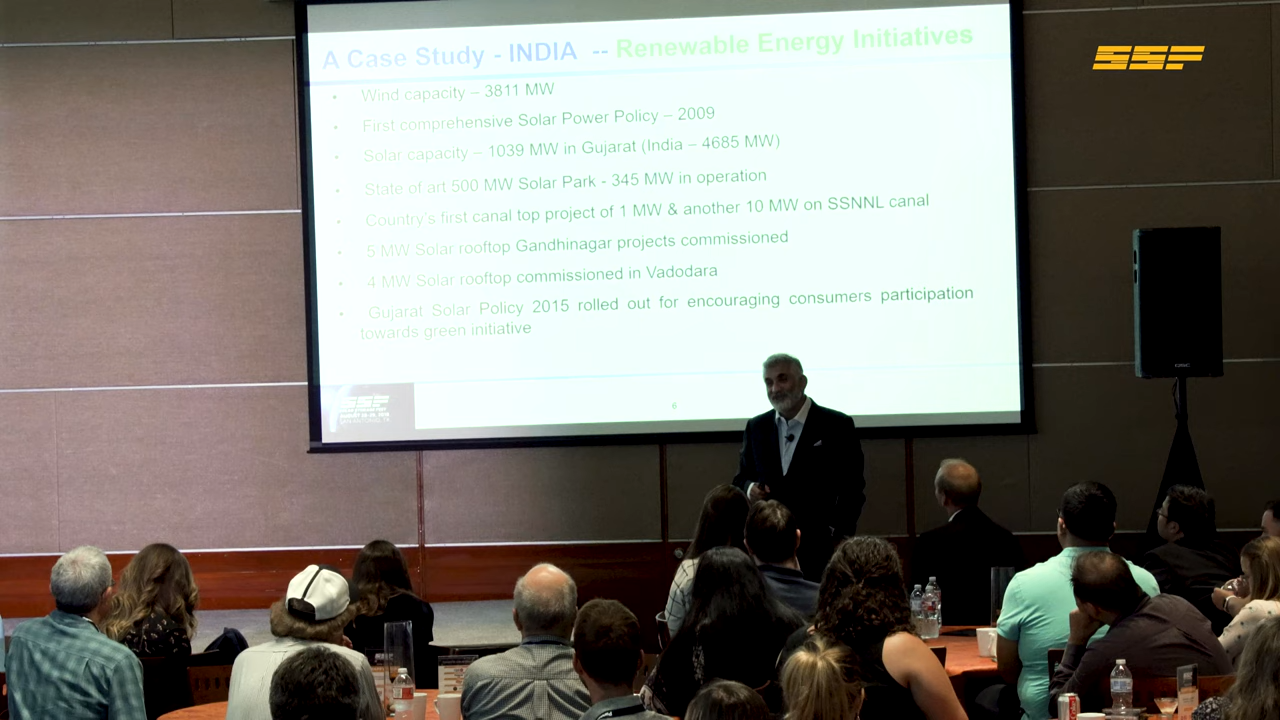 A Case Study - INDIA -- Renewable Energy Initiatives
SSF
• Wind capacity – 3811 MW
• First comprehensive Solar Power Policy – 2009
• Solar capacity – 1039 MW in Gujarat (India – 4685 MW)
• State of art 500 MW Solar Park - 345 MW in operation
• Country's first canal top project of 1 MW & another 10 MW on SSNNL canal
• 5 MW Solar rooftop Gandhinagar projects commissioned
• 4 MW Solar rooftop commissioned in Vadodara
• Gujarat Solar Policy 2015 rolled out for encouraging consumers participation
towards green initiative
SSF
6